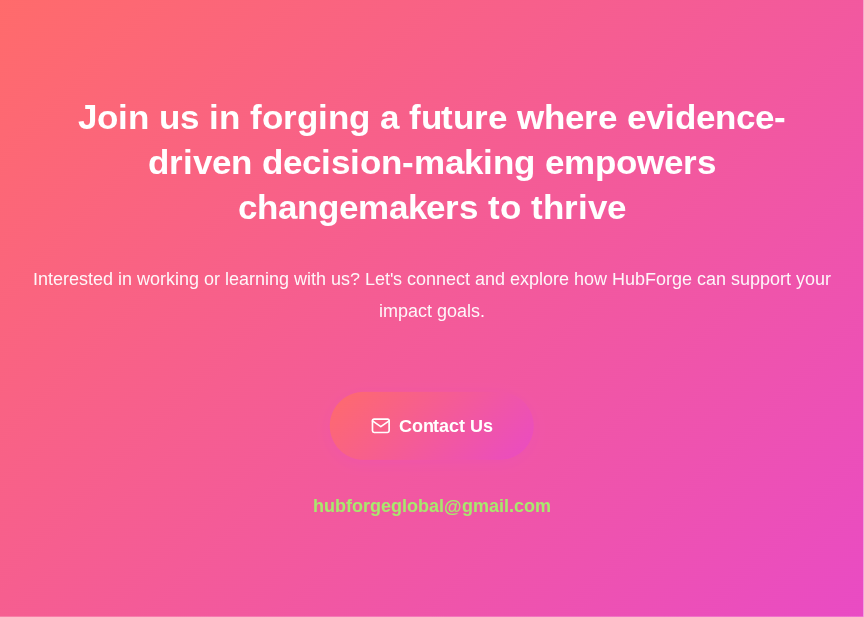 Join us in forging a future where evidence-
driven decision-making empowers
changemakers to thrive
Interested in working or learning with us? Let's connect and explore how HubForge can support your
impact goals.
Contact Us
hubforgeglobal@gmail.com